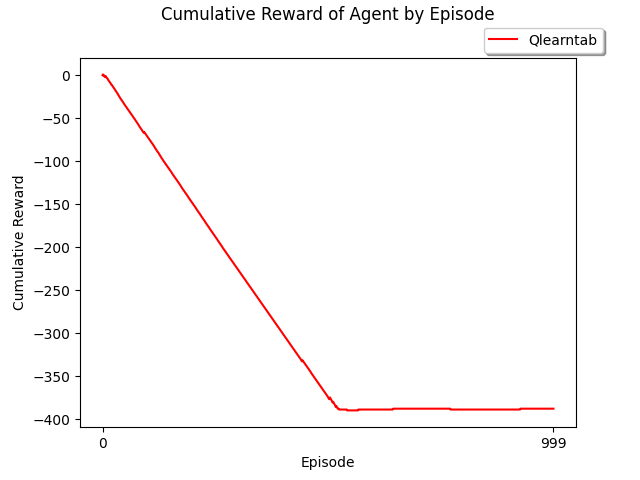 Cumulative Reward of Agent by Episode
Qlearntab
0
−50
−100
−150
−200
−250
−300
−350
−400
Cumulative Reward
0
999
Episode